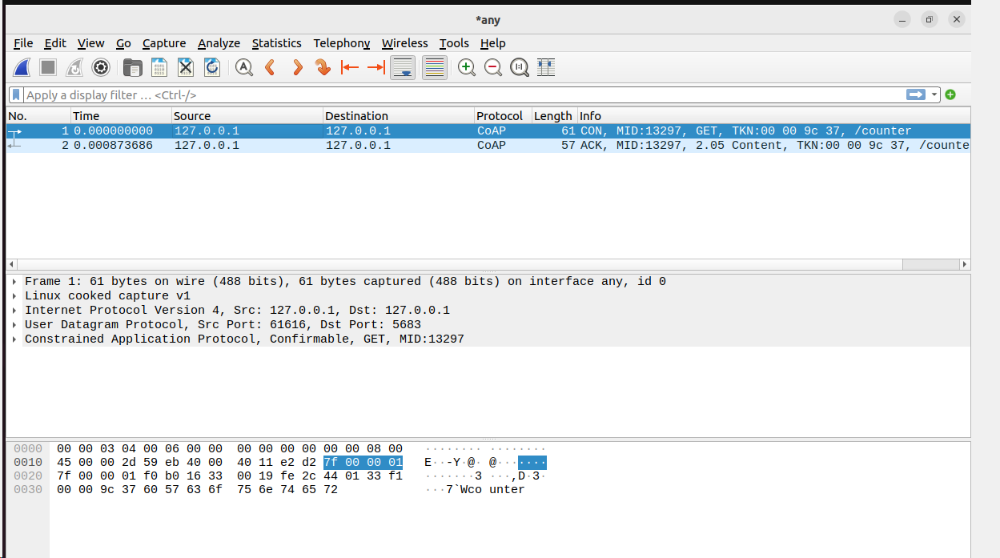 *any
File Edit View Go Capture Analyze Statistics Telephony Wireless Tools Help
Apply a display filter … <Ctrl-/>
No. Time Source Destination Protocol Length Info
1 0.000000000 127.0.0.1 127.0.0.1 CoAP 61 CON, MID:13297, GET, TKN:00 00 9c 37, /counter
2 0.000873686 127.0.0.1 127.0.0.1 CoAP 57 ACK, MID:13297, 2.05 Content, TKN:00 00 9c 37, /counte
Frame 1: 61 bytes on wire (488 bits), 61 bytes captured (488 bits) on interface any, id 0
Linux cooked capture v1
Internet Protocol Version 4, Src: 127.0.0.1, Dst: 127.0.0.1
User Datagram Protocol, Src Port: 61616, Dst Port: 5683
Constrained Application Protocol, Confirmable, GET, MID:13297
0000 00 00 03 04 00 06 00 00 00 00 00 00 00 00 08 00 ········ ········
0010 45 00 00 2d 59 eb 40 00 40 11 e2 d2 7f 00 00 01 E··-Y·@· @·······
0020 7f 00 00 01 f0 b0 16 33 00 19 fe 2c 44 01 33 f1 ·······3 ···,D·3·
0030 00 00 9c 37 60 57 63 6f 75 6e 74 65 72 ···7`Wco unter